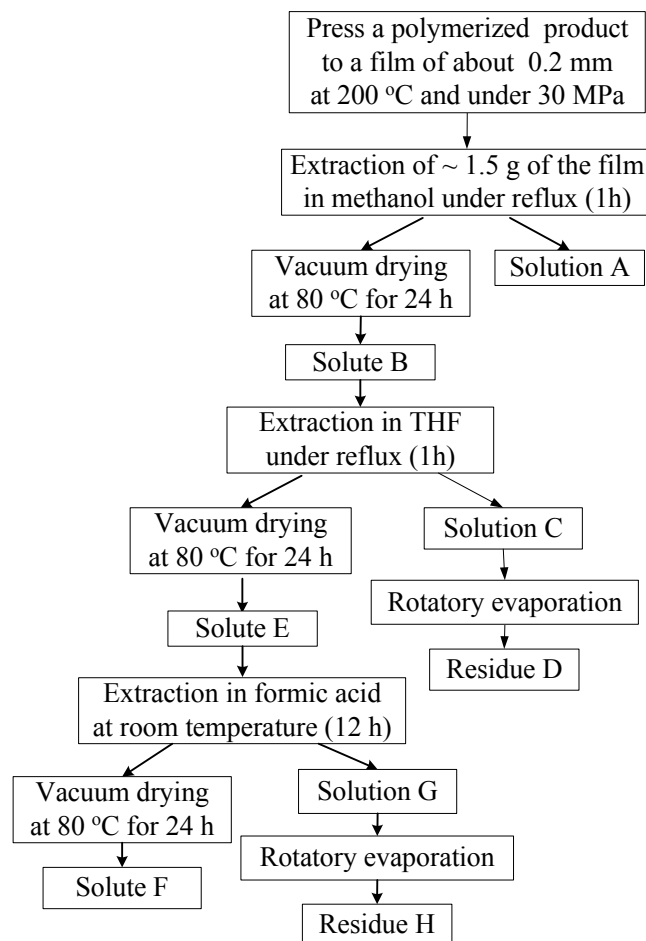 Press a polymerized product
to a film of about 0.2 mm
at 200 °C and under 30 MPa
Extraction of ~ 1.5 g of the film
in methanol under reflux (1h)
Vacuum drying
at 80 °C for 24 h
Solution A
Solute B
Extraction in THF
under reflux (1h)
Vacuum drying
at 80 °C for 24 h
Solution C
Rotatory evaporation
Solute E
Residue D
Extraction in formic acid
at room temperature (12 h)
Vacuum drying
at 80 °C for 24 h
Solution G
Rotatory evaporation
Solute F
Residue H